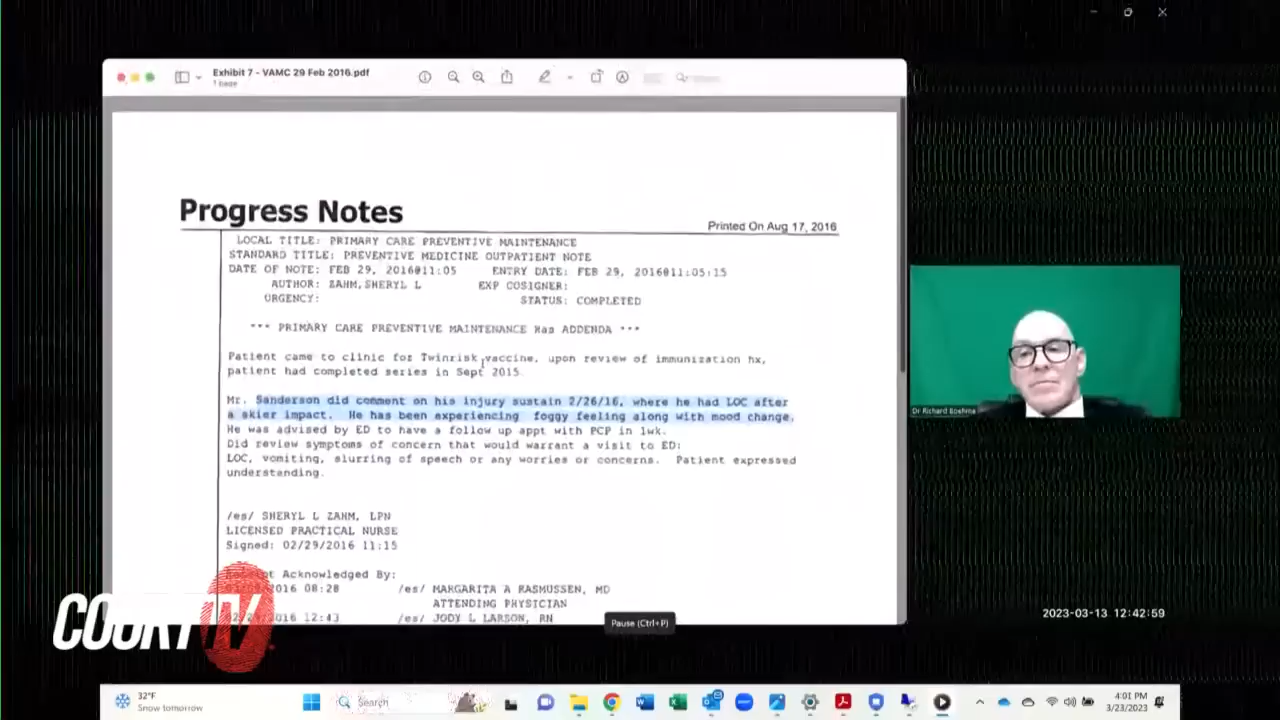 Exhibit 7 - VAMC 29 Feb 2016.pdf
1 page
Progress Notes
Printed On Aug 17, 2016
LOCAL TITLE: PRIMARY CARE PREVENTIVE MAINTENANCE
STANDARD TITLE: PREVENTIVE MEDICINE OUTPATIENT NOTE
DATE OF NOTE: FEB 29, 2016@11:05 ENTRY DATE: FEB 29, 2016@11:05:15
AUTHOR: ZAHM,SHERYL L EXP COSIGNER:
URGENCY: STATUS: COMPLETED
*** PRIMARY CARE PREVENTIVE MAINTENANCE Has ADDENDA ***
Patient came to clinic for Twinrisk vaccine, upon review of immunization hx,
patient had completed series in Sept 2015.
Mr. Sanderson did comment on his injury sustain 2/26/16, where he had LOC after
a skier impact. He has been experiencing foggy feeling along with mood change.
He was advised by ED to have a follow up appt with PCP in 1wk.
Did review symptoms of concern that would warrant a visit to ED:
LOC, vomiting, slurring of speech or any worries or concerns. Patient expressed
understanding.
/es/ SHERYL L ZAHM, LPN
LICENSED PRACTICAL NURSE
Signed: 02/29/2016 11:15
Acknowledged By:
2016 08:28 /es/ MARGARITA A RASMUSSEN, MD
ATTENDING PHYSICIAN
2016 12:43 /es/ JODY L LARSON, RN
Dr Richard Boehme
COURT TV
Pause (Ctrl+P)
2023-03-13 12:42:59
32°F
Snow tomorrow
Search
4:01 PM
3/23/2023